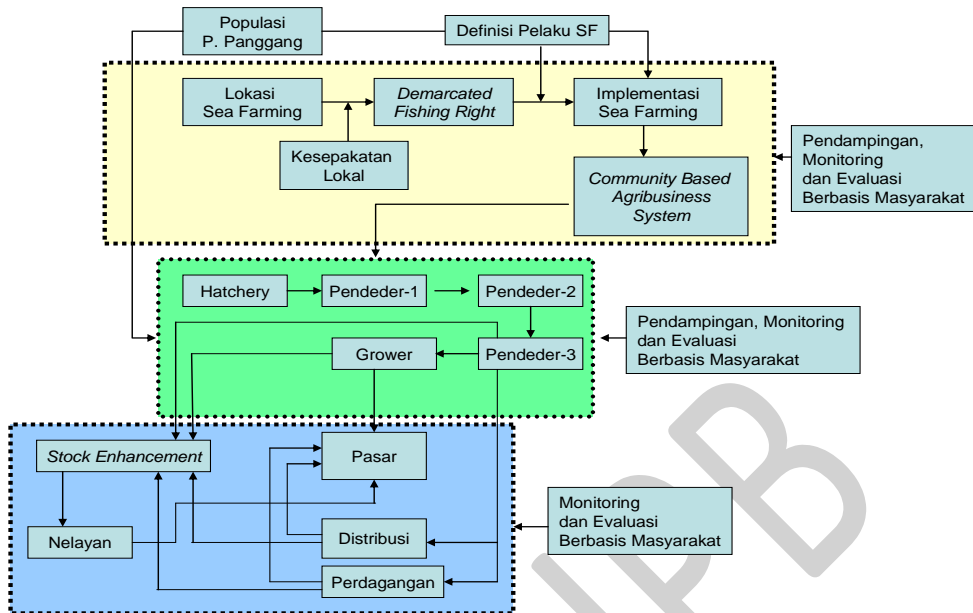 Populasi
P. Panggang
Definisi Pelaku SF
Lokasi
Sea Farming
Demarcated
Fishing Right
Implementasi
Sea Farming
Kesepakatan
Lokal
Community Based
Agribusiness
System
Pendampingan,
Monitoring
dan Evaluasi
Berbasis Masyarakat
Hatchery
Pendeder-1
Pendeder-2
Grower
Pendeder-3
Pendampingan, Monitoring
dan Evaluasi
Berbasis Masyarakat
Stock Enhancement
Pasar
Nelayan
Distribusi
Perdagangan
Monitoring
dan Evaluasi
Berbasis Masyarakat
IPB